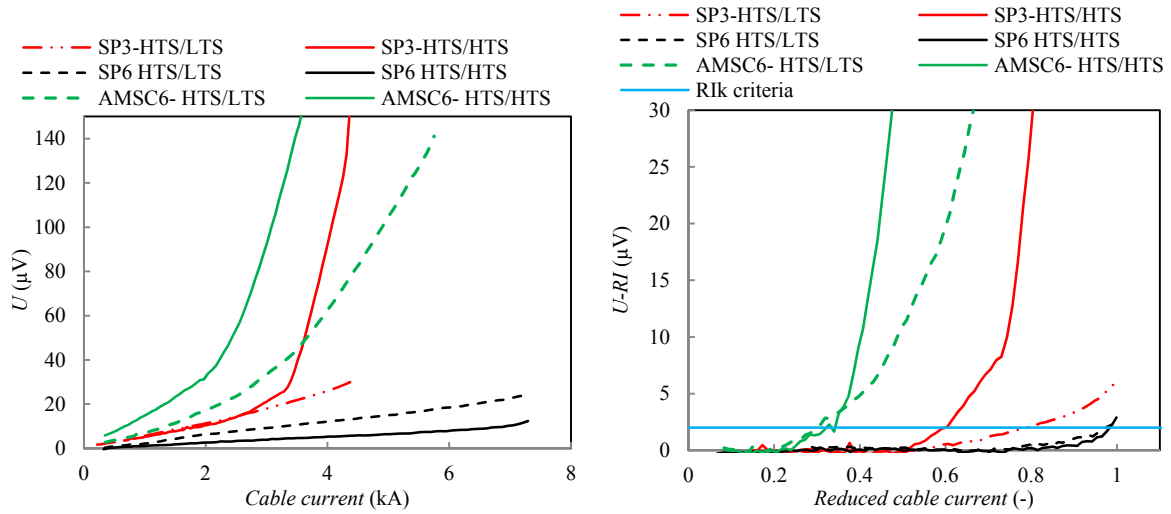 SP3-HTS/LTS SP3-HTS/HTS
SP6 HTS/LTS SP6 HTS/HTS
AMSC6- HTS/LTS AMSC6- HTS/HTS
140
120
100
80
60
40
20
0
U (µV)
0 2 4 6 8
Cable current (kA)
SP3-HTS/LTS SP3-HTS/HTS
SP6 HTS/LTS SP6 HTS/HTS
AMSC6- HTS/LTS AMSC6- HTS/HTS
RIk criteria
30
25
20
15
10
5
0
U-RI (µV)
0 0.2 0.4 0.6 0.8 1
Reduced cable current (-)